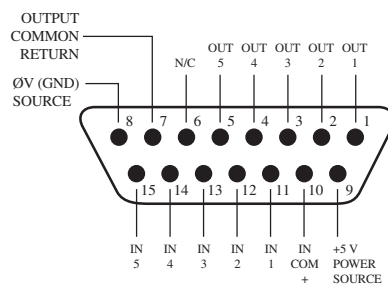 OUTPUT
COMMON
RETURN
ØV (GND)
SOURCE
N/C
OUT
5
OUT
4
OUT
3
OUT
2
OUT
1
8 7 6 5 4 3 2 1
15 14 13 12 11 10 9
IN
5
IN
4
IN
3
IN
2
IN
1
IN
COM
+
+5 V
POWER
SOURCE